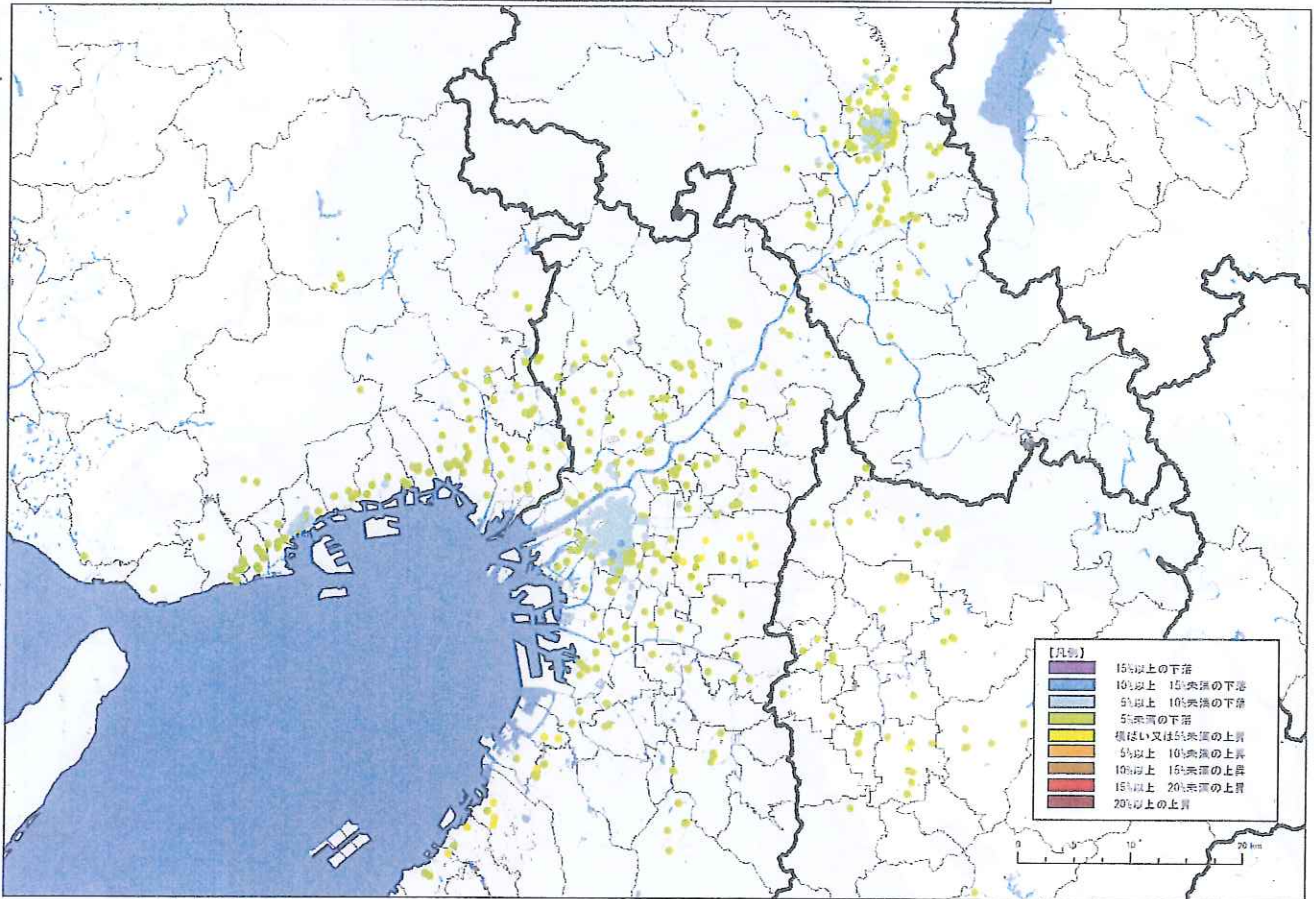 【凡例】
15%以上の下落
10%以上 15%未満の下落
5%以上 10%未満の下落
5%未満の下落
横ばい又は5%未満の上昇
5%以上 10%未満の上昇
10%以上 15%未満の上昇
15%以上 20%未満の上昇
20%以上の上昇
0 5 10 20 km